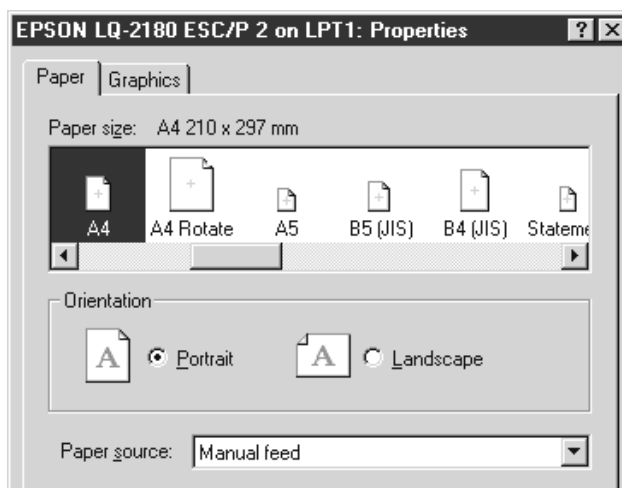 EPSON LQ-2180 ESC/P 2 on LPT1: Properties
Paper Graphics
Paper size: A4 210 x 297 mm
A4 A4 Rotate A5 B5 (JIS) B4 (JIS) Stateme
Orientation
A Portrait A Landscape
Paper source: Manual feed